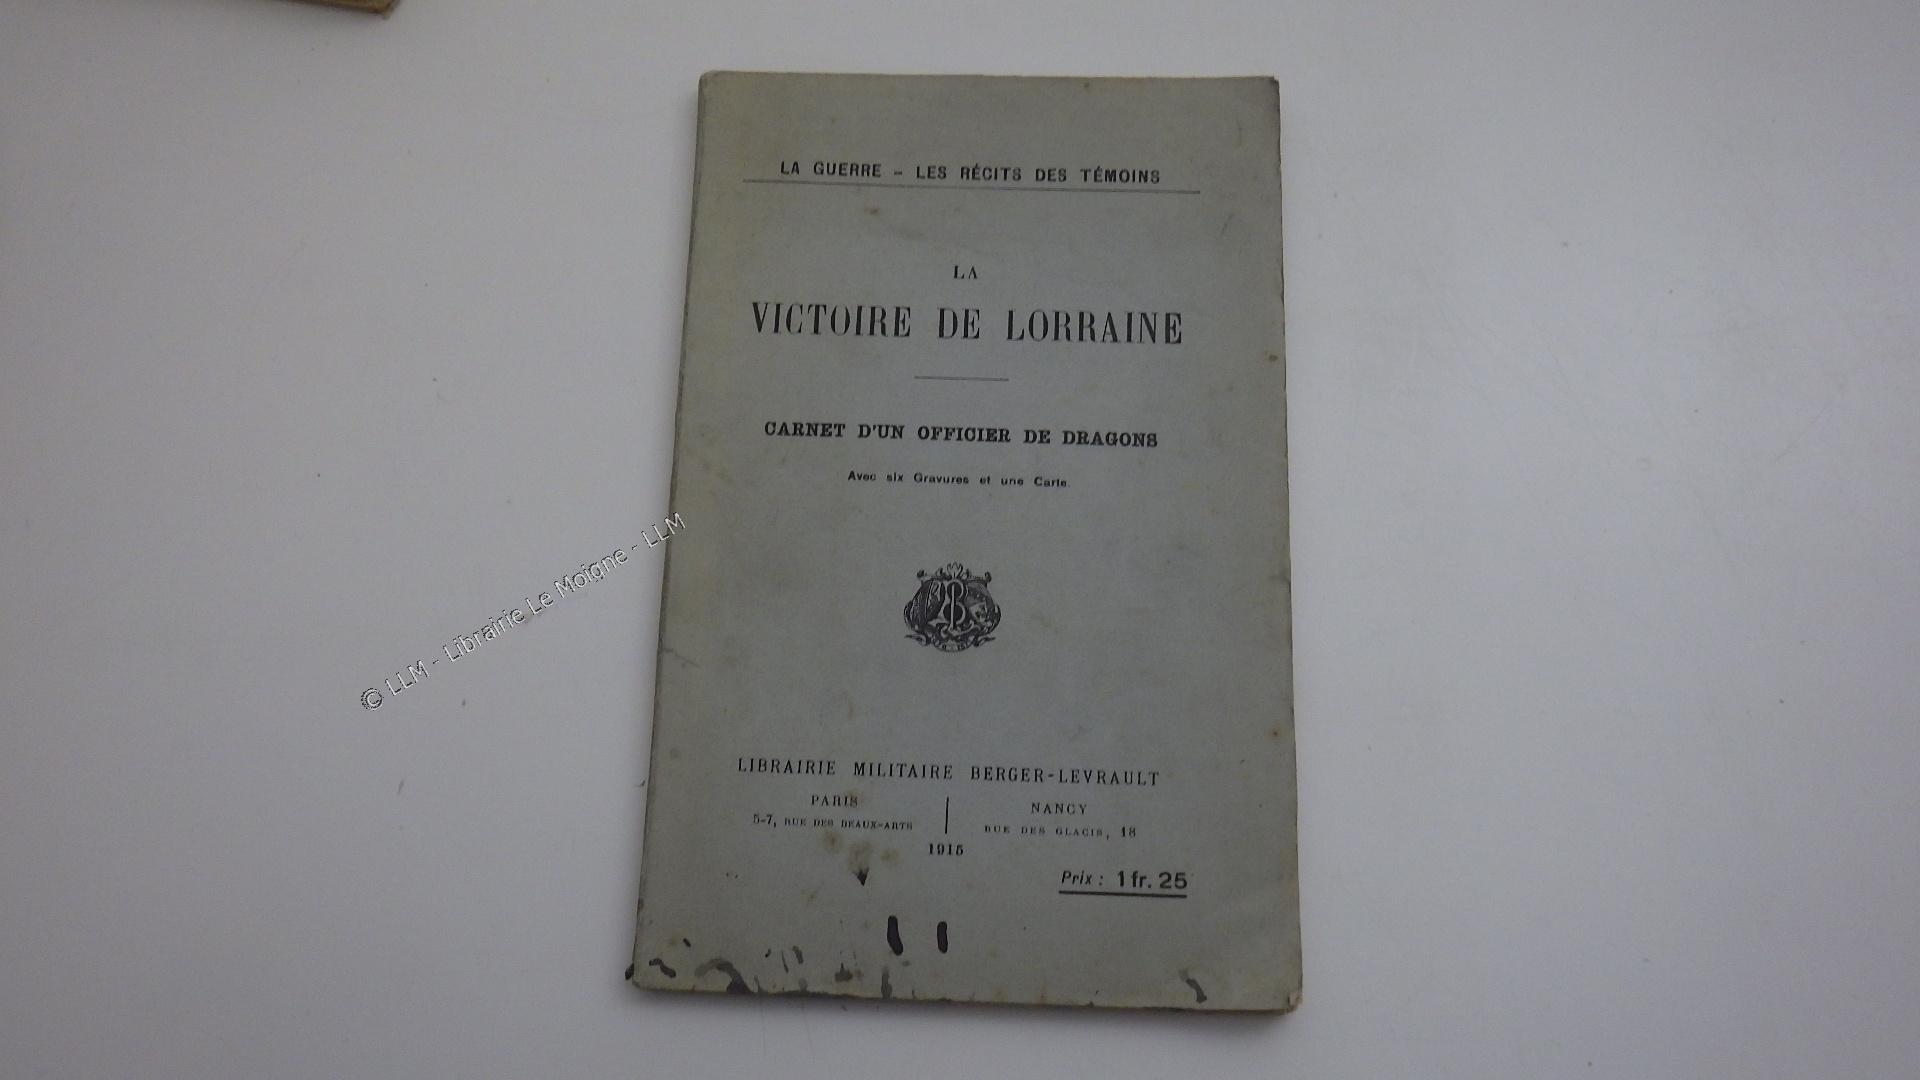 LA GUERRE - LES RÉCITS DES TÉMOINS
LA
VICTOIRE DE LORRAINE
CARNET D'UN OFFICIER DE DRAGONS
Avec six Gravures et une Carte
LIBRAIRIE MILITAIRE BERGER-LEVRAULT
PARIS
5-7, RUE DES BEAUX-ARTS
NANCY
RUE DES GLACIS, 18
1915
Prix : 1 fr. 25
© LLM - Librairie Le Moigne - LLM